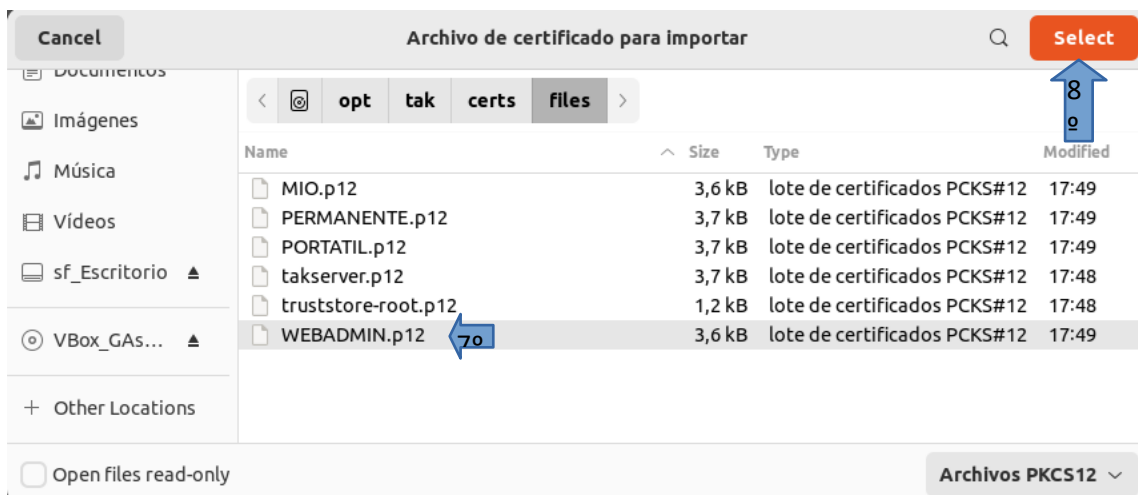 Cancel Archivo de certificado para importar Select
Documentos
Imágenes
Música
Vídeos
sf_Escritorio
VBox_GAs...
+ Other Locations
opt tak certs files
8
º
Name Size Type Modified
MIO.p12 3,6 kB lote de certificados PCKS#12 17:49
PERMANENTE.p12 3,7 kB lote de certificados PCKS#12 17:49
PORTATIL.p12 3,7 kB lote de certificados PCKS#12 17:49
takserver.p12 3,7 kB lote de certificados PCKS#12 17:48
truststore-root.p12 1,2 kB lote de certificados PCKS#12 17:48
WEBADMIN.p12 7º 3,6 kB lote de certificados PCKS#12 17:49
Open files read-only Archivos PKCS12